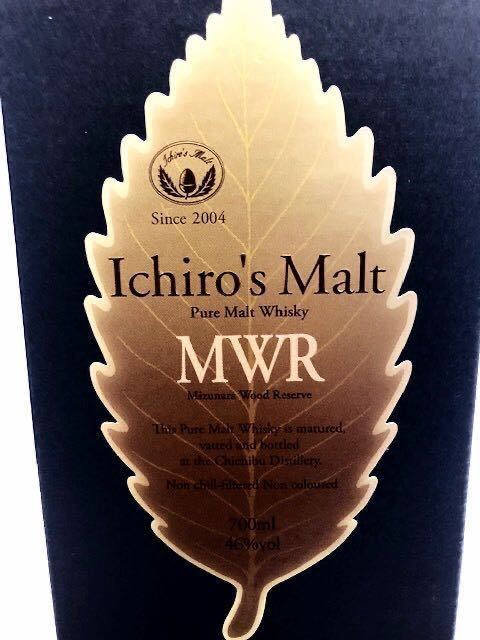 Ichiro's Malt
Since 2004
Ichiro's Malt
Pure Malt Whisky
MWR
Mizunara Wood Reserve
This Pure Malt Whisky is matured,
vatted and bottled
at the Chichibu Distillery.
Non chill-filtered Non coloured
700ml
46%vol